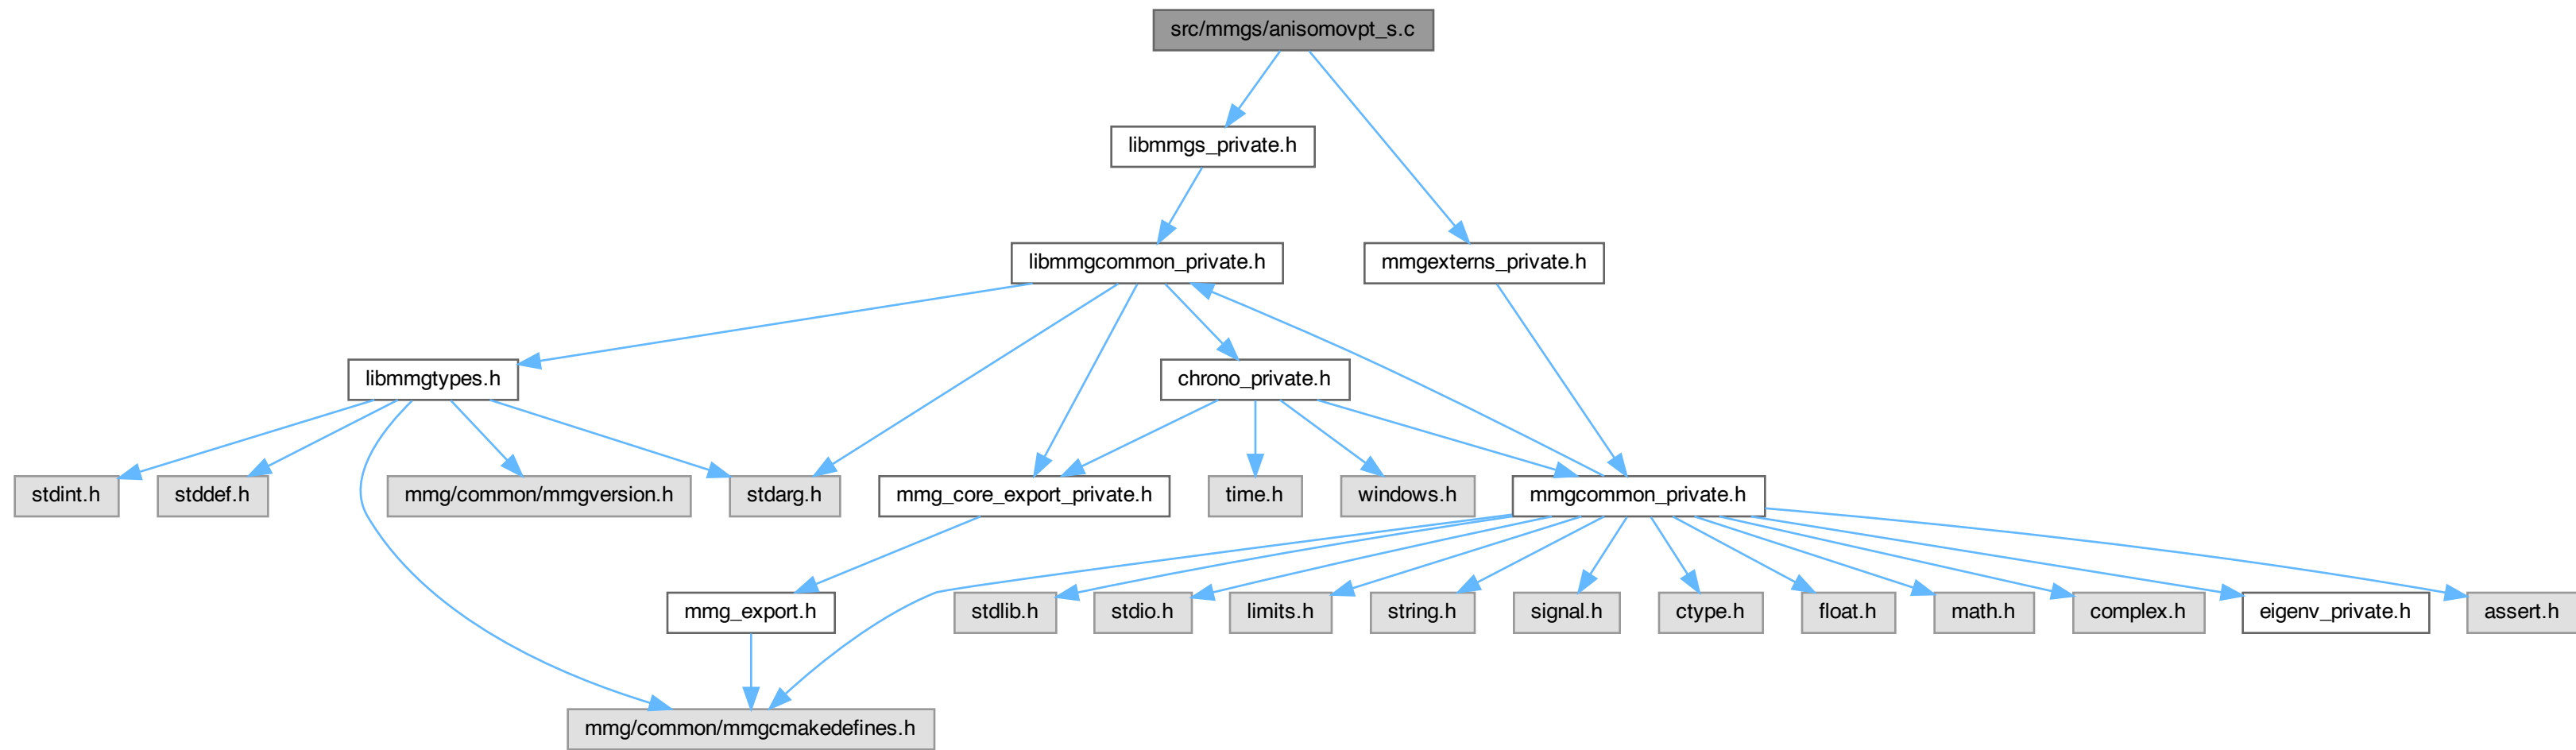 src/mmgs/anisomovpt_s.c
libmmgs_private.h
libmmgcommon_private.h
mmgexterns_private.h
libmmgtypes.h
chrono_private.h
stdint.h
stddef.h
mmg/common/mmgversion.h
stdarg.h
mmg_core_export_private.h
time.h
windows.h
mmgcommon_private.h
mmg_export.h
stdlib.h
stdio.h
limits.h
string.h
signal.h
ctype.h
float.h
math.h
complex.h
eigenv_private.h
assert.h
mmg/common/mmgcmakedefines.h